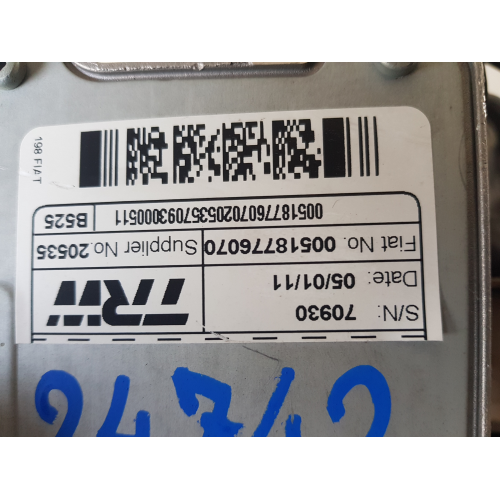 S/N: 70930
TRW
Date: 05/01/11
Fiat No. 00518776070 Supplier No. 20535
00518776070205357093000511 B525
198 FIAT